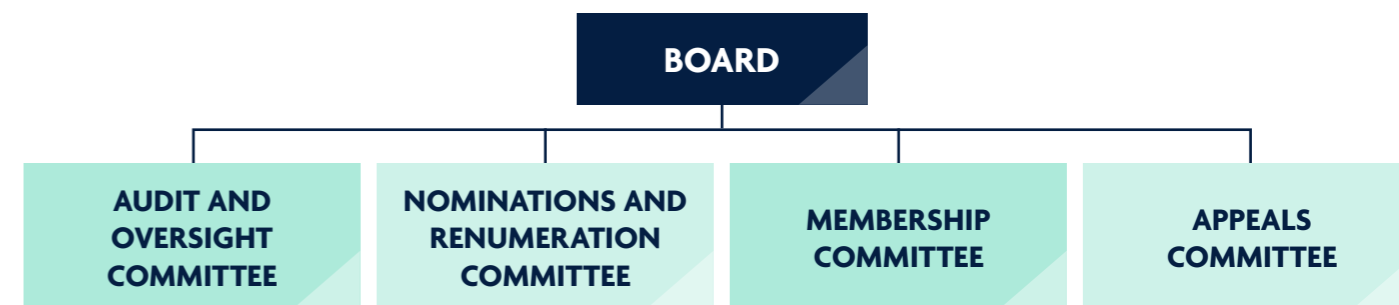 BOARD
AUDIT AND
OVERSIGHT
COMMITTEE
NOMINATIONS AND
RENUMERATION
COMMITTEE
MEMBERSHIP
COMMITTEE
APPEALS
COMMITTEE